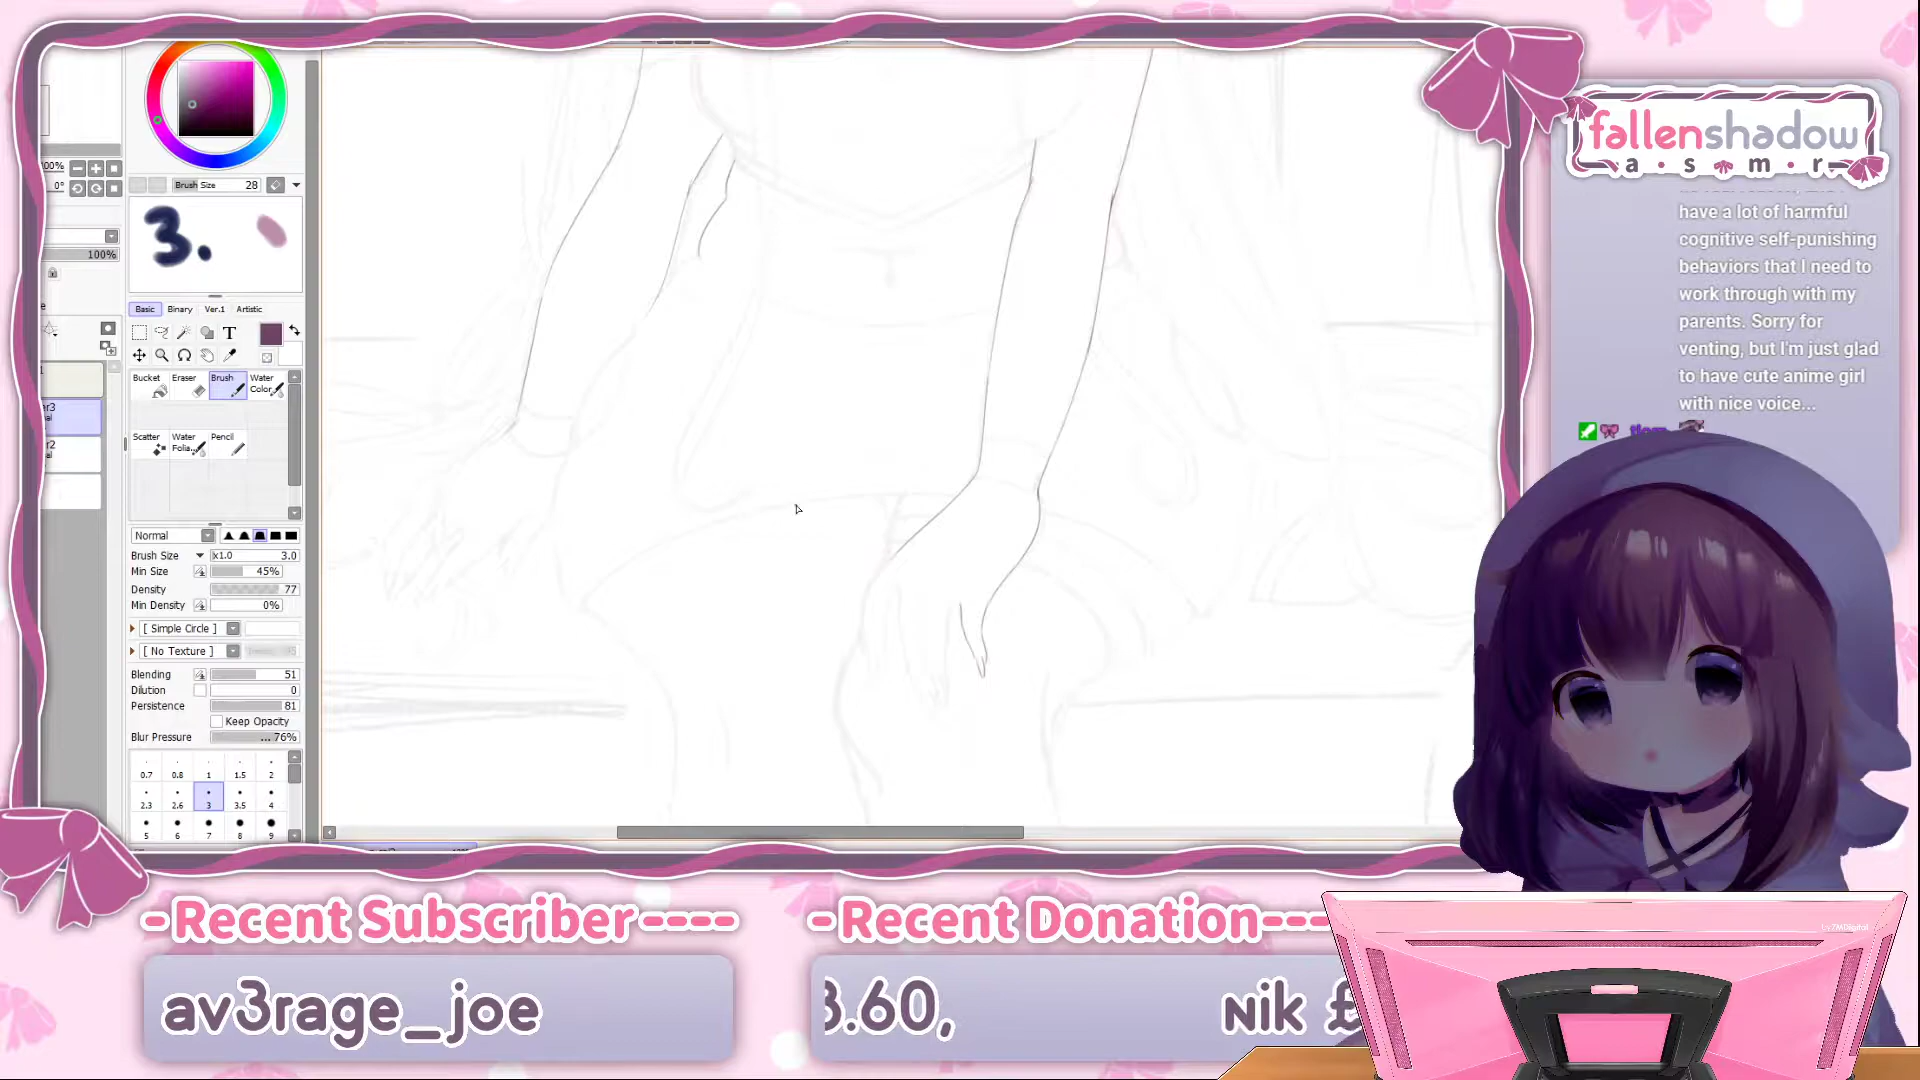 fallenshadow
a·s·m·r
have a lot of harmful
cognitive self-punishing
behaviors that I need to
work through with my
parents. Sorry for
venting, but I'm just glad
to have cute anime girl
with nice voice...
00%
0°
Brush Size 28
3.
100%
Basic Binary Ver.1 Artistic
T
Bucket Eraser Brush Water Color
Scatter Water Folia... Pencil
er3
er2
Normal
Brush Size x1.0 3.0
Min Size 45%
Density 77
Min Density 0%
[ Simple Circle ]
[ No Texture ]
Blending 51
Dilution 0
Persistence 81
Keep Opacity
Blur Pressure ... 76%
0.7 0.8 1 1.5 2
2.3 2.6 3 3.5 4
5 6 7 8 9
-Recent Subscriber----
av3rage_joe
-Recent Donation---
3.60,
nik £